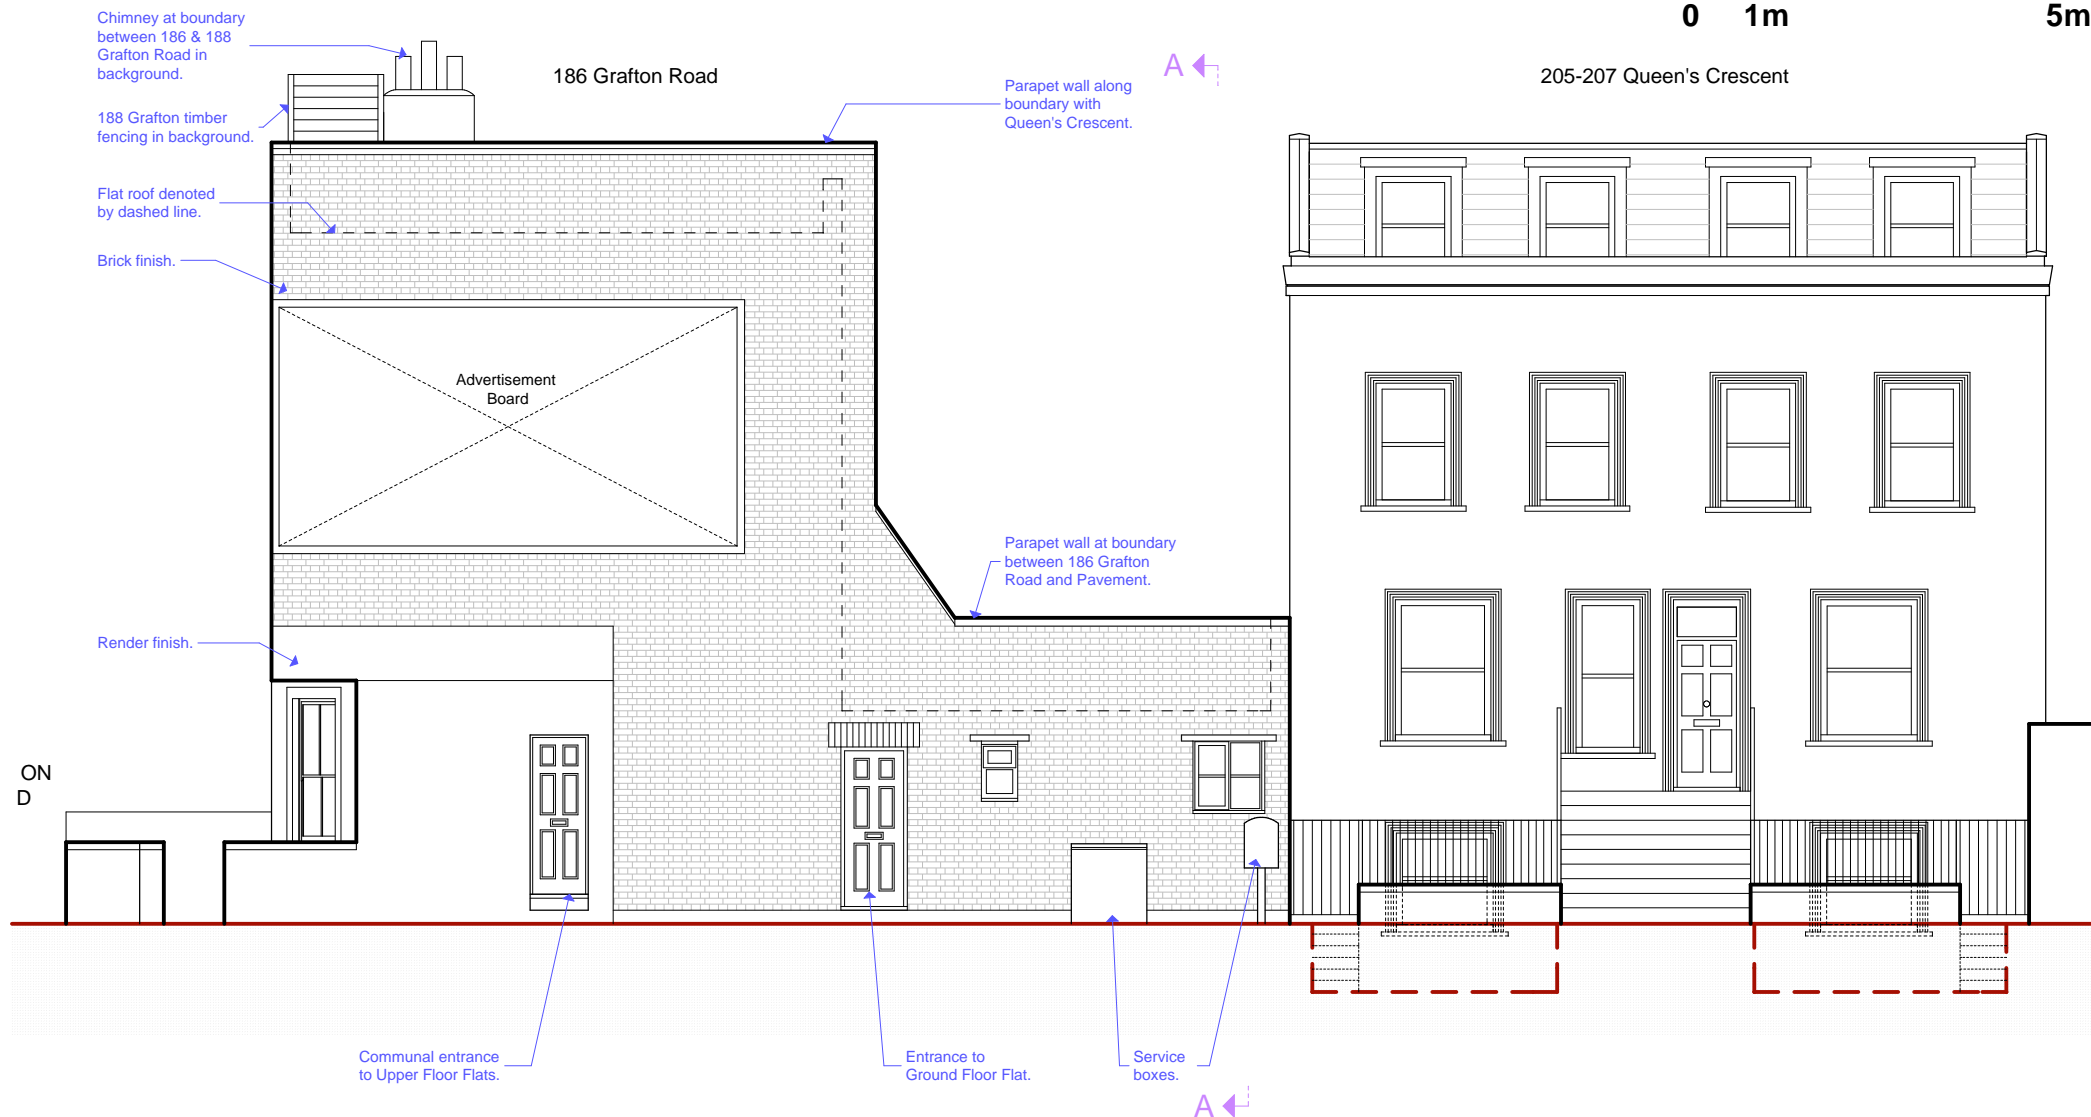 0 1m 5m
Chimney at boundary
between 186 & 188
Grafton Road in
background.
186 Grafton Road
A
205-207 Queen's Crescent
Parapet wall along
boundary with
Queen's Crescent.
188 Grafton timber
fencing in background.
Flat roof denoted
by dashed line.
Brick finish.
Advertisement
Board
Parapet wall at boundary
between 186 Grafton
Road and Pavement.
Render finish.
ON
D
Communal entrance
to Upper Floor Flats.
Entrance to
Ground Floor Flat.
Service
boxes.
A